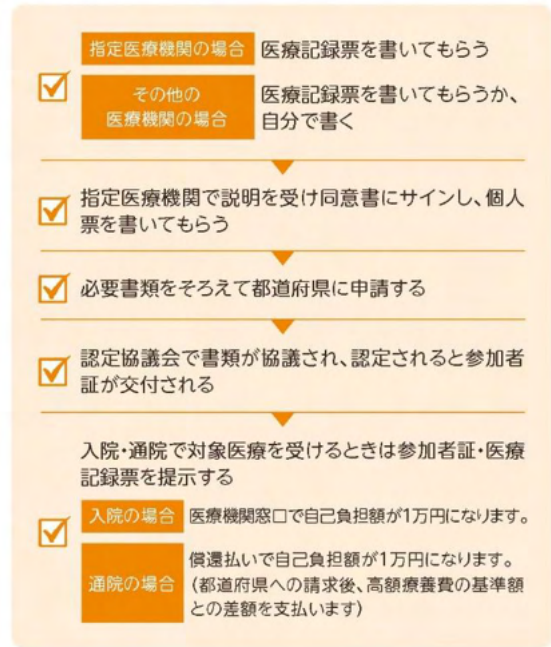 指定医療機関の場合 医療記録票を書いてもらう
その他の
医療機関の場合
医療記録票を書いてもらうか、
自分で書く
指定医療機関で説明を受け同意書にサインし、個人
票を書いてもらう
必要書類をそろえて都道府県に申請する
認定協議会で書類が協議され、認定されると参加者
証が交付される
入院・通院で対象医療を受けるときは参加者証・医療
記録票を提示する
入院の場合 医療機関窓口で自己負担額が1万円になります。
通院の場合
償還払いで自己負担額が1万円になります。
(都道府県への請求後、高額療養費の基準額
との差額を支払います)